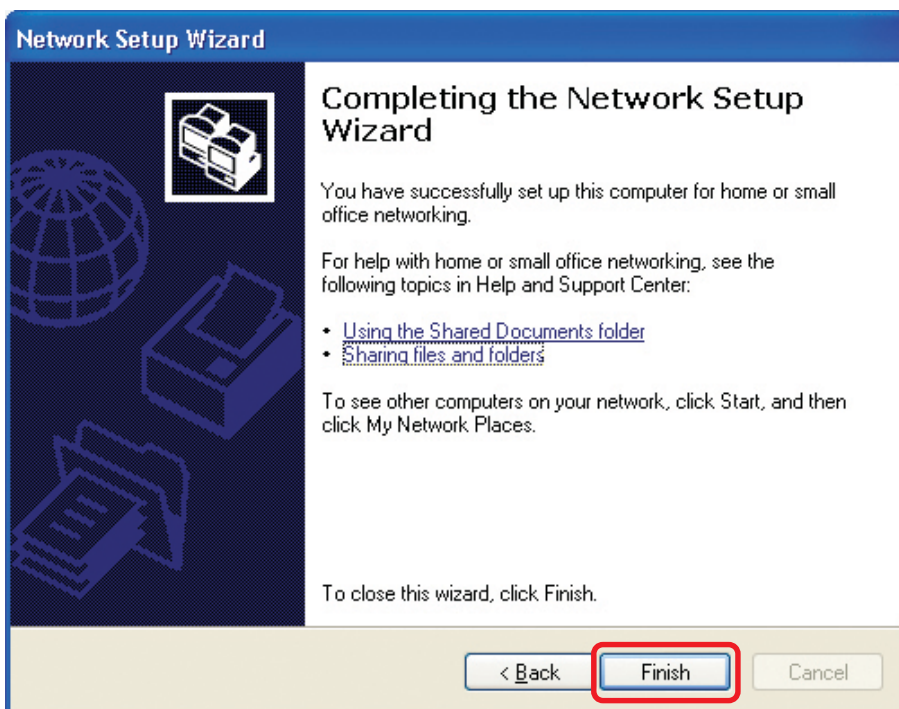 Network Setup Wizard
Completing the Network Setup
Wizard
You have successfully set up this computer for home or small
office networking.
For help with home or small office networking, see the
following topics in Help and Support Center:
• Using the Shared Documents folder
• Sharing files and folders
To see other computers on your network, click Start, and then
click My Network Places.
To close this wizard, click Finish.
< Back Finish Cancel